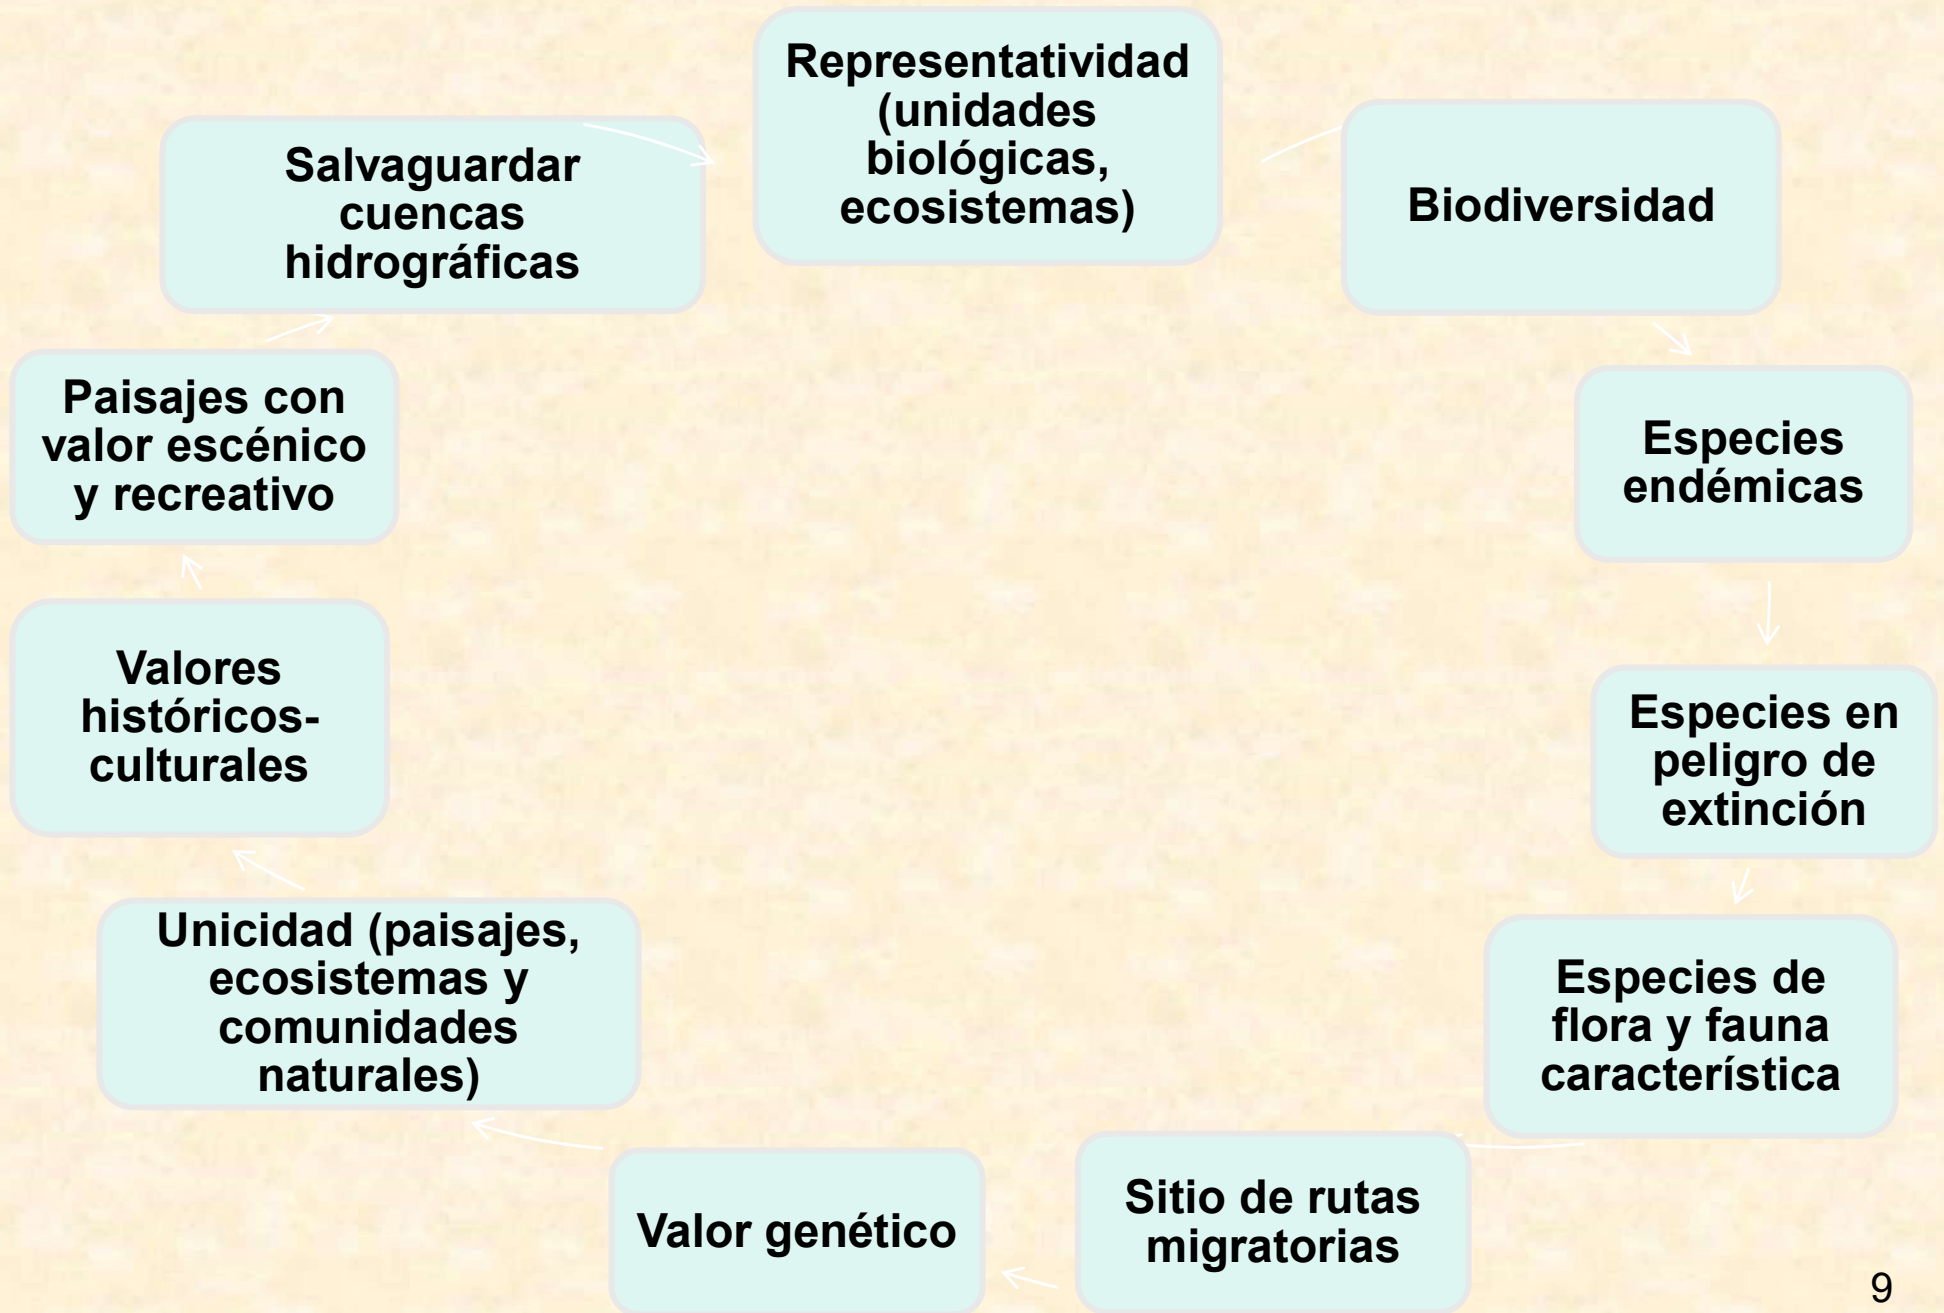 Representatividad
(unidades
biológicas,
ecosistemas)
Biodiversidad
Especies
endémicas
Especies en
peligro de
extinción
Especies de
flora y fauna
característica
Sitio de rutas
migratorias
Valor genético
Unicidad (paisajes,
ecosistemas y
comunidades
naturales)
Valores
históricos-
culturales
Paisajes con
valor escénico
y recreativo
Salvaguardar
cuencas
hidrográficas
9